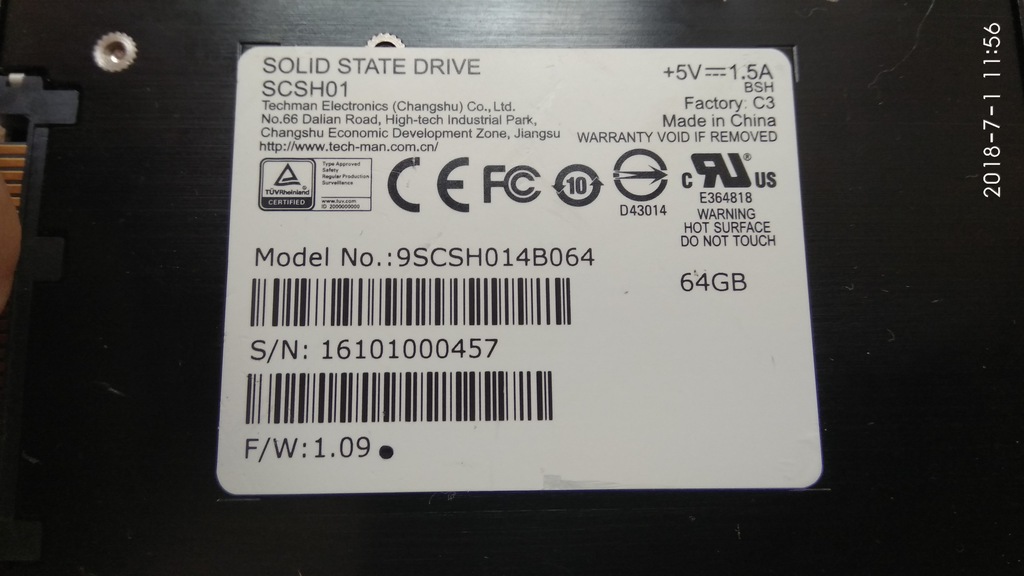 SOLID STATE DRIVE
SCSH01
Techman Electronics (Changshu) Co., Ltd.
No.66 Dalian Road, High-tech Industrial Park,
Changshu Economic Development Zone, Jiangsu
http://www.tech-man.com.cn/
+5V⎓1.5A
BSH
Factory: C3
Made in China
WARRANTY VOID IF REMOVED
TÜVRheinland
CERTIFIED
Type Approved
Safety
Regular Production
Surveillance
www.tuv.com
ID 2000000000
CE
FC
10
D43014
c RU US
E364818
WARNING
HOT SURFACE
DO NOT TOUCH
Model No.:9SCSH014B064
64GB
S/N: 16101000457
F/W:1.09
2018-7-1 11:56